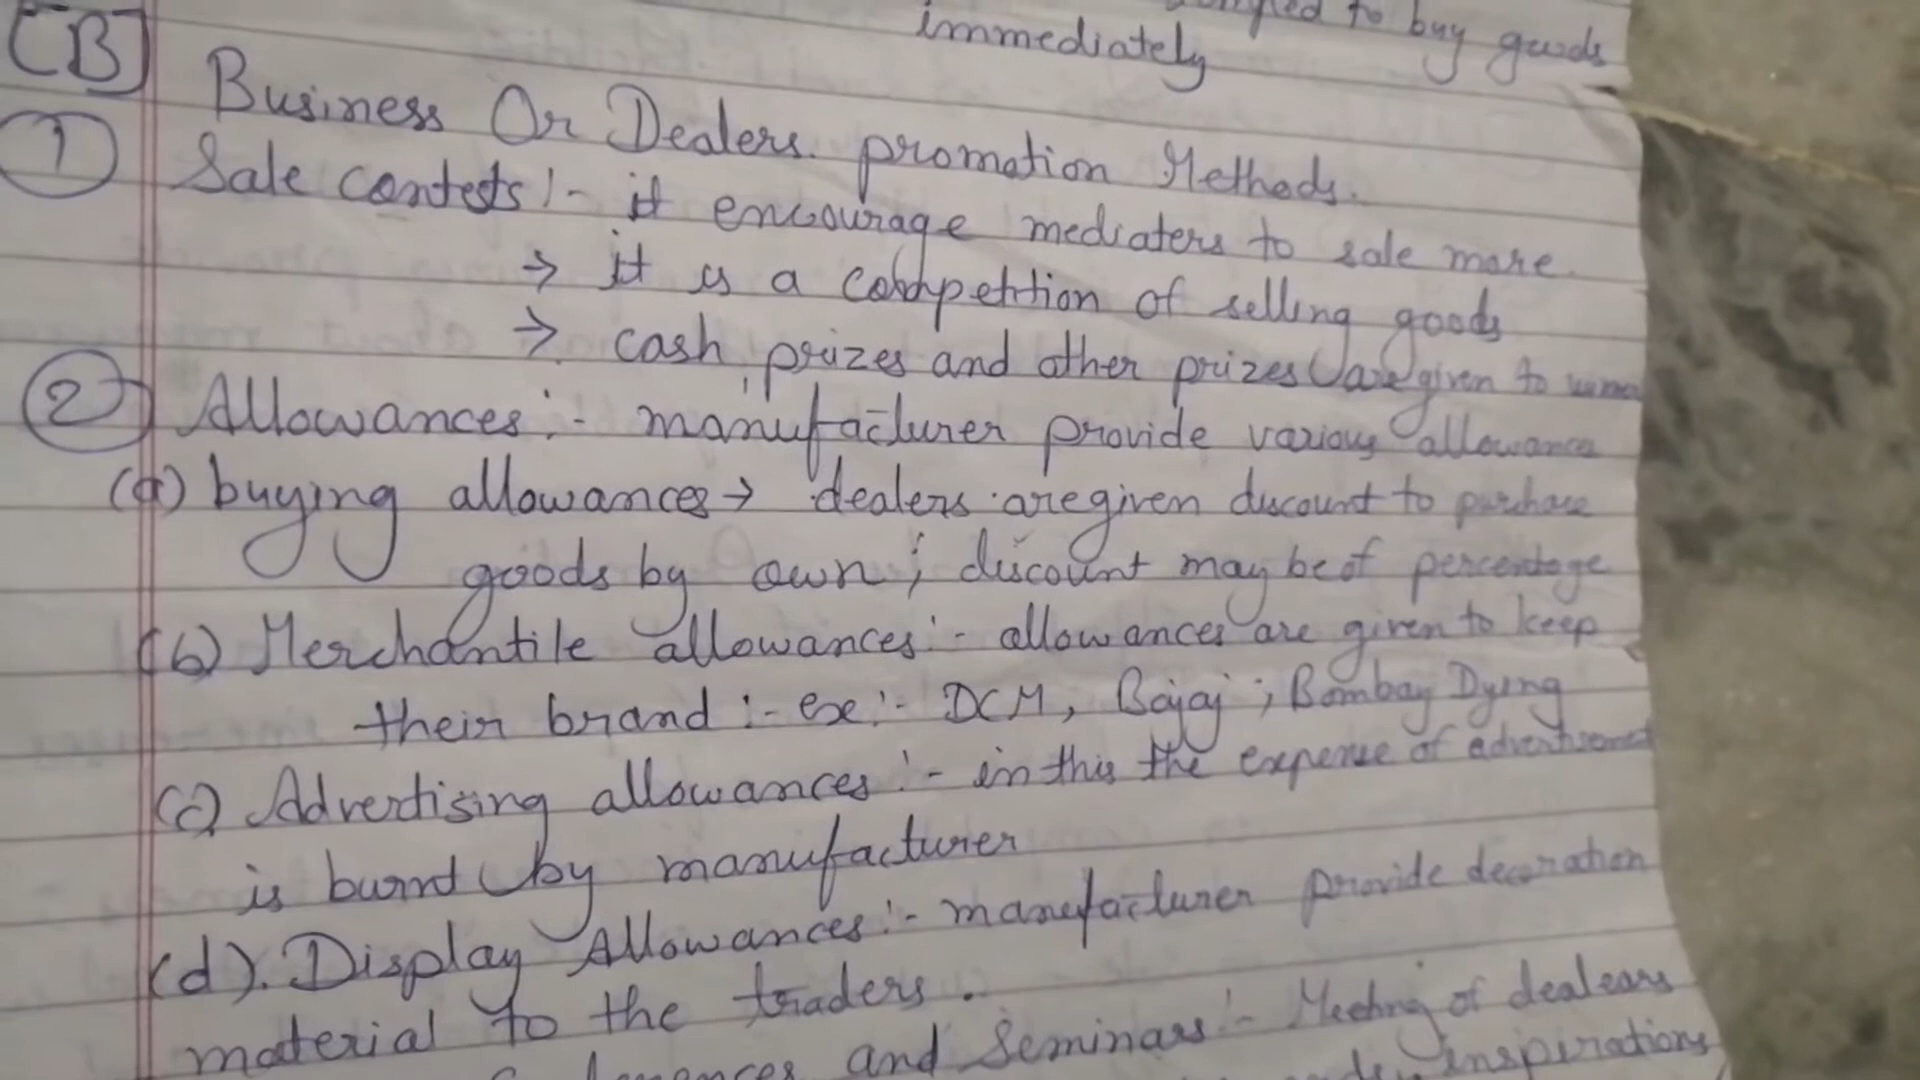 to buy goods
immediately
[B] Business Or Dealers. promotion Methods.
1 Sale contests :- it encourage mediaters to sale more
→ it is a competition of selling goods
→ cash prizes and other prizes are given to
2 Allowances :- manufacturer provide various allowances
(a) buying allowances → dealers are given discount to purchase
goods by own ; discount may be of percentage
(b) Merchantile allowances :- allowances are given to keep
their brand :- ex :- DCM, Bajaj ; Bombay Dying
(c) Advertising allowances :- in this the expense of advertisement
is burnt by manufacturer
(d). Display Allowances :- manufacturer provide decoration
material to the traders .
and Seminars :- Meeting of dealears
inspirations